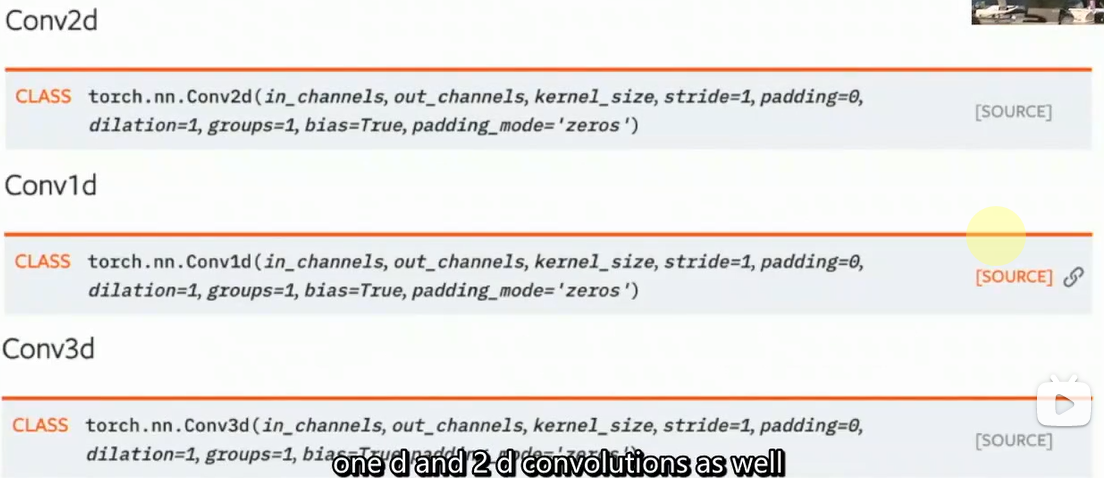 Conv2d
CLASS torch.nn.Conv2d(in_channels, out_channels, kernel_size, stride=1, padding=0,
[SOURCE]
dilation=1, groups=1, bias=True, padding_mode='zeros')
Conv1d
CLASS torch.nn.Conv1d(in_channels, out_channels, kernel_size, stride=1, padding=0,
[SOURCE]
dilation=1, groups=1, bias=True, padding_mode='zeros')
Conv3d
CLASS torch.nn.Conv3d(in_channels, out_channels, kernel_size, stride=1, padding=0,
[SOURCE]
dilation=1, groups=1, bias=True, padding_mode='zeros')
one d and 2 d convolutions as well